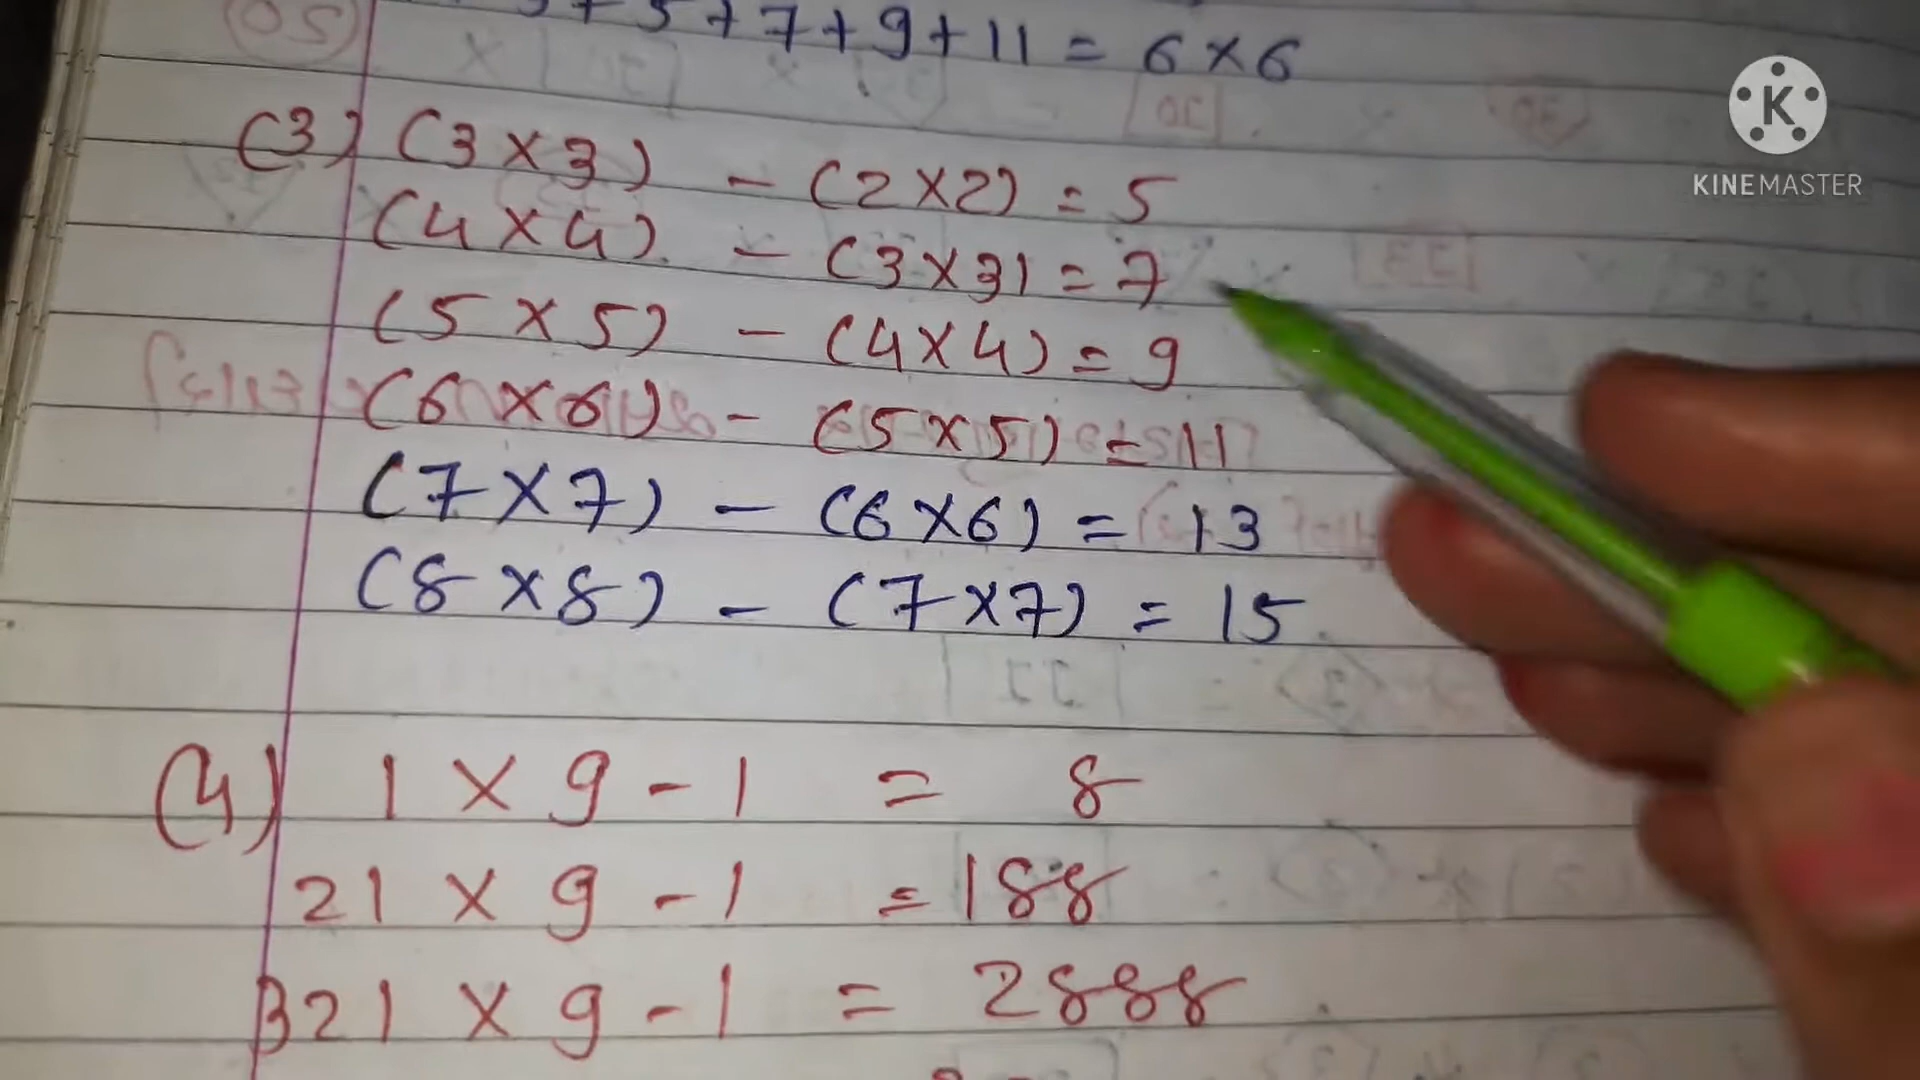 + 5 + 7 + 9 + 11 = 6 × 6
(3) (3 × 3) - (2 × 2) = 5
(4 × 4) - (3 × 3) = 7
(5 × 5) - (4 × 4) = 9
(6 × 6) - (5 × 5) = 11
(7 × 7) - (6 × 6) = 13
(8 × 8) - (7 × 7) = 15
(4) 1 × 9 - 1 = 8
21 × 9 - 1 = 188
321 × 9 - 1 = 2888
K
KINEMASTER